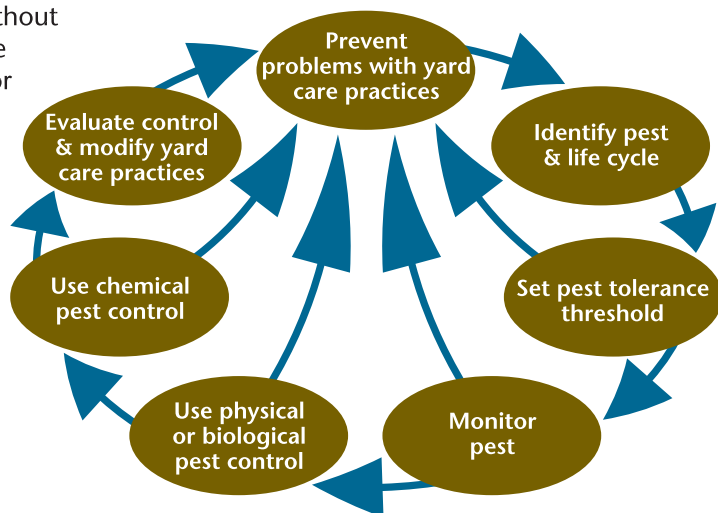 Prevent
problems with yard
care practices
Identify pest
& life cycle
Set pest tolerance
threshold
Monitor
pest
Use physical
or biological
pest control
Use chemical
pest control
Evaluate control
& modify yard
care practices